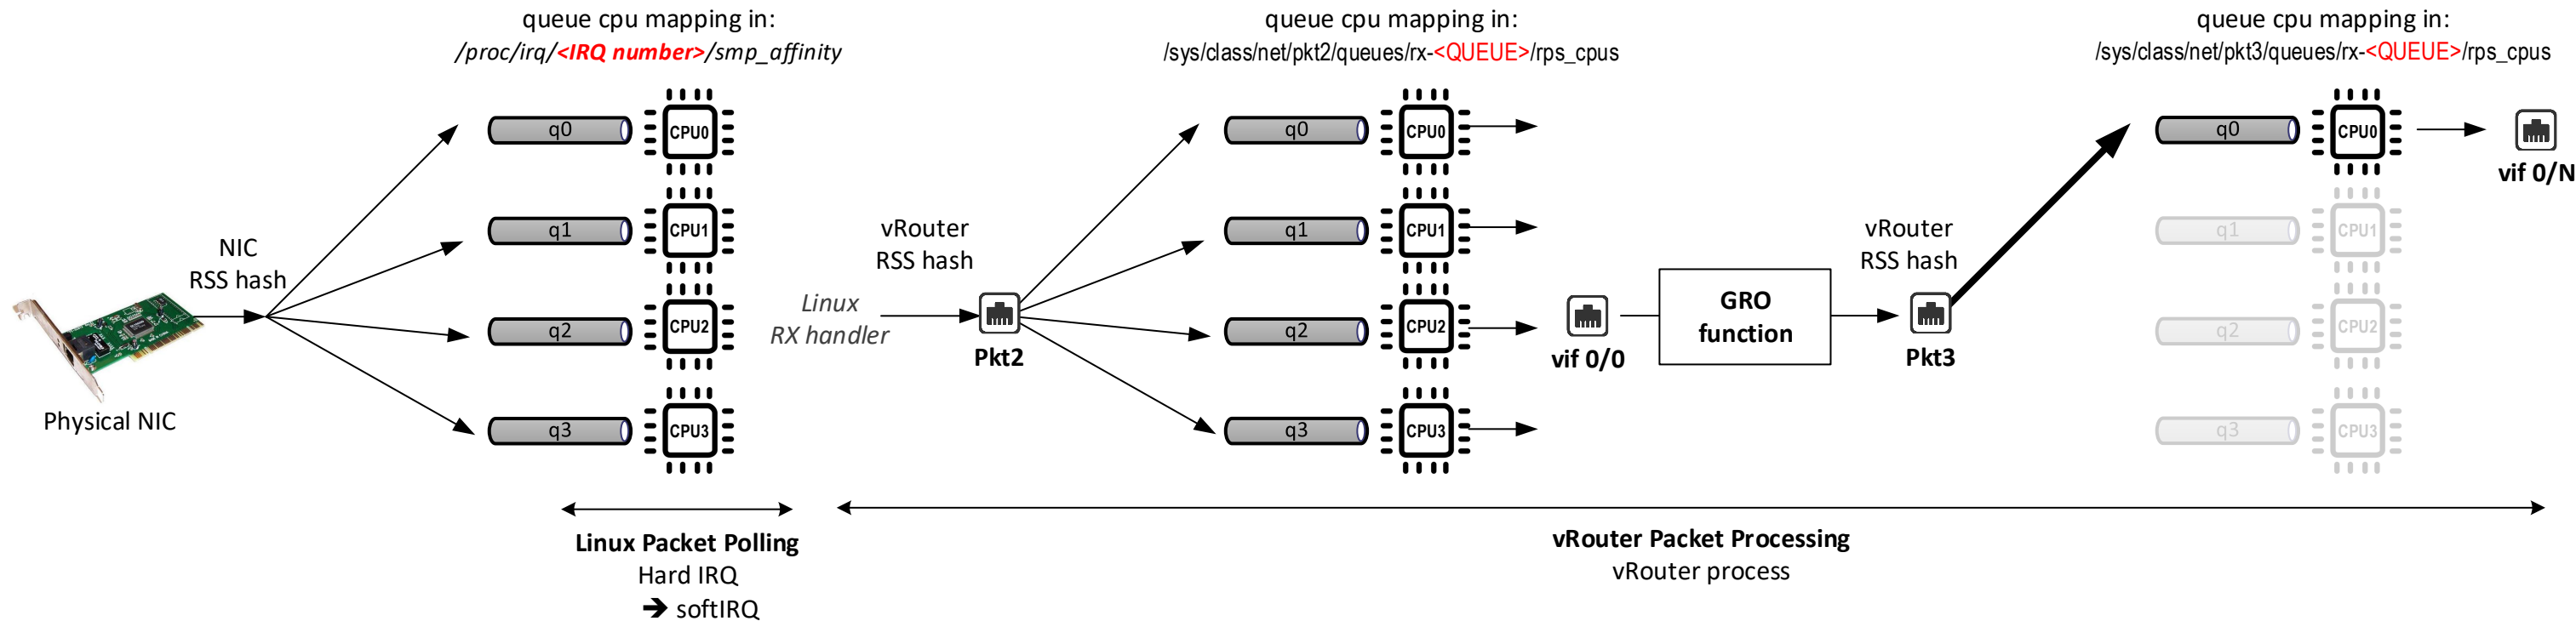 queue cpu mapping in:
/proc/irq/<IRQ number>/smp_affinity
q0
CPU0
q1
CPU1
q2
CPU2
q3
CPU3
NIC
RSS hash
Physical NIC
Linux Packet Polling
Hard IRQ
➔ softIRQ
queue cpu mapping in:
/sys/class/net/pkt2/queues/rx-<QUEUE>/rps_cpus
vRouter
RSS hash
Linux
RX handler
Pkt2
q0
CPU0
q1
CPU1
q2
CPU2
q3
CPU3
vif 0/0
GRO
function
vRouter
RSS hash
Pkt3
queue cpu mapping in:
/sys/class/net/pkt3/queues/rx-<QUEUE>/rps_cpus
q0
CPU0
q1
CPU1
q2
CPU2
q3
CPU3
vif 0/N
vRouter Packet Processing
vRouter process